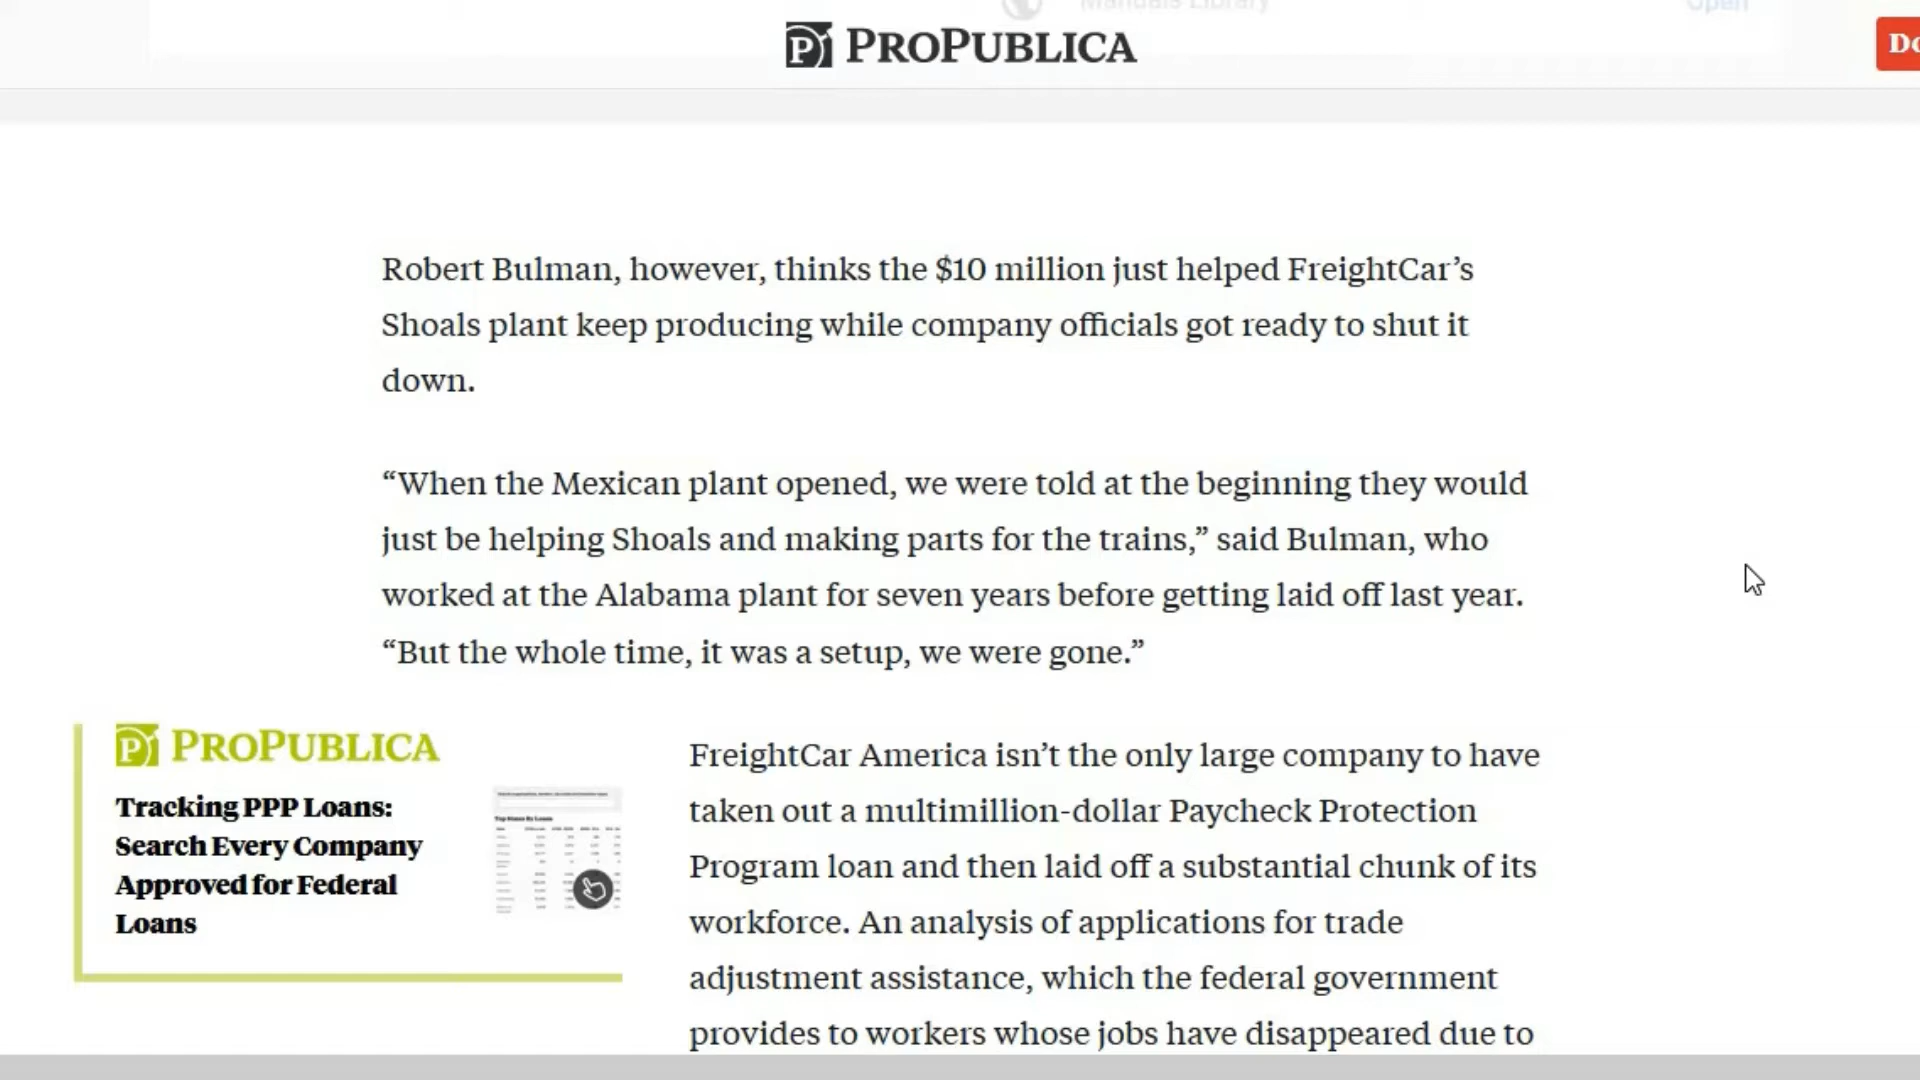 Manuals Library
Open
PROPUBLICA
Do
Robert Bulman, however, thinks the $10 million just helped FreightCar’s
Shoals plant keep producing while company officials got ready to shut it
down.
“When the Mexican plant opened, we were told at the beginning they would
just be helping Shoals and making parts for the trains,” said Bulman, who
worked at the Alabama plant for seven years before getting laid off last year.
“But the whole time, it was a setup, we were gone.”
PROPUBLICA
Tracking PPP Loans:
Search Every Company
Approved for Federal
Loans
FreightCar America isn’t the only large company to have
taken out a multimillion-dollar Paycheck Protection
Program loan and then laid off a substantial chunk of its
workforce. An analysis of applications for trade
adjustment assistance, which the federal government
provides to workers whose jobs have disappeared due to